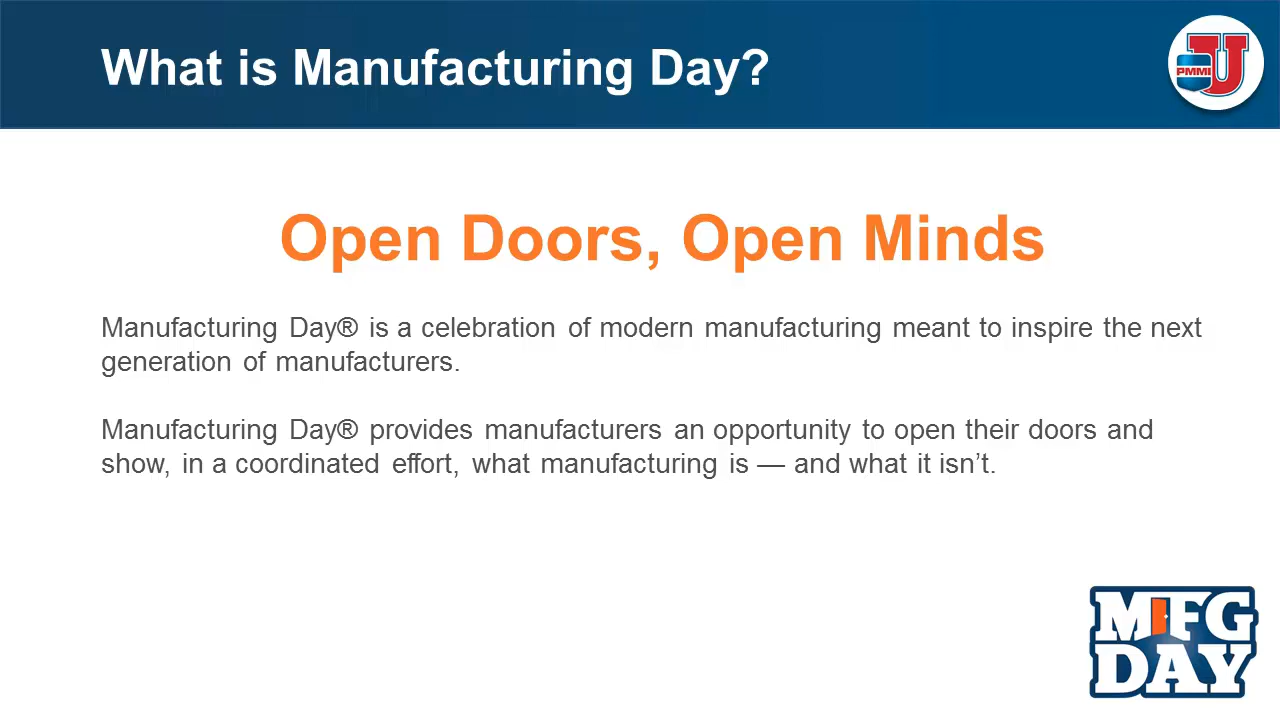 What is Manufacturing Day?
PMMI U
Open Doors, Open Minds
Manufacturing Day® is a celebration of modern manufacturing meant to inspire the next
generation of manufacturers.
Manufacturing Day® provides manufacturers an opportunity to open their doors and
show, in a coordinated effort, what manufacturing is — and what it isn’t.
MFG
DAY